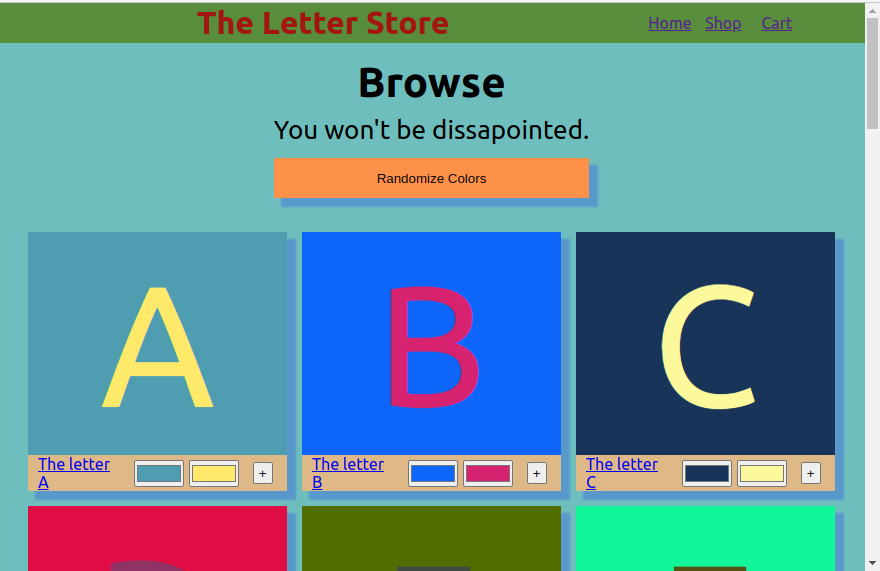 The Letter Store
Home Shop Cart
Browse
You won't be dissapointed.
Randomize Colors
A B C
The letter
A
+
The letter
B
+
The letter
C
+